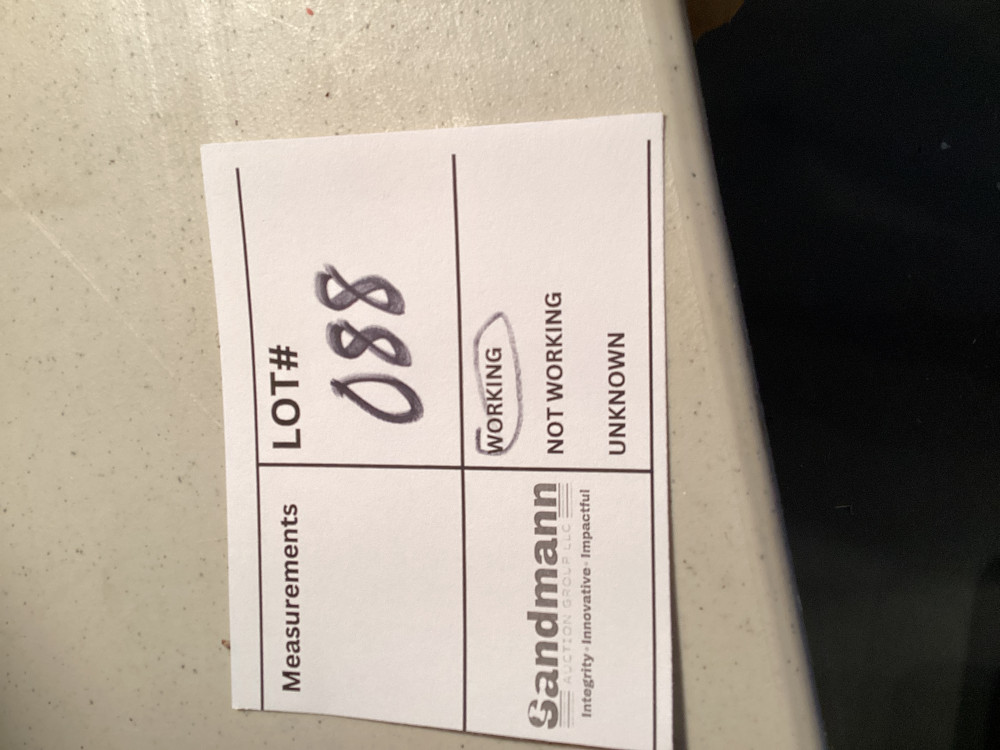 Measurements
LOT#
088
Sandmann
AUCTION GROUP LLC
Integrity · Innovative · Impactful
WORKING
NOT WORKING
UNKNOWN